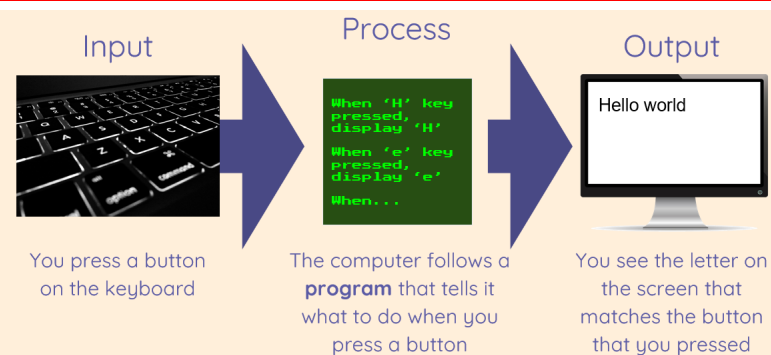 Input
Process
Output
When ‘H’ key
pressed,
display ‘H’
When ‘e’ key
pressed,
display ‘e’
When...
Hello world
You press a button
on the keyboard
The computer follows a
program that tells it
what to do when you
press a button
You see the letter on
the screen that
matches the button
that you pressed
A
S
D
Z
X
C
option
command